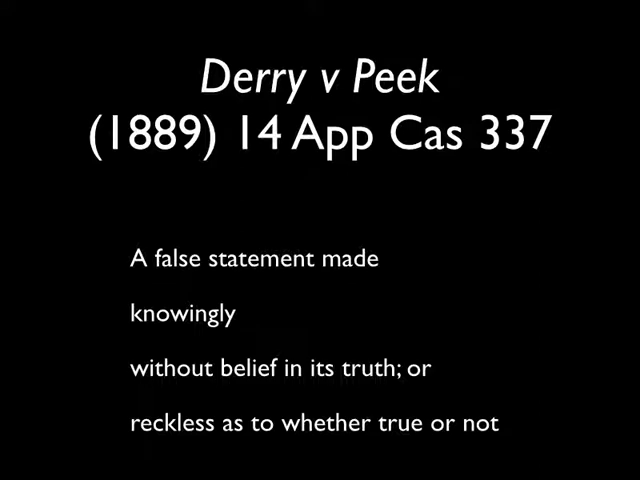 Derry v Peek
(1889) 14 App Cas 337
A false statement made
knowingly
without belief in its truth; or
reckless as to whether true or not